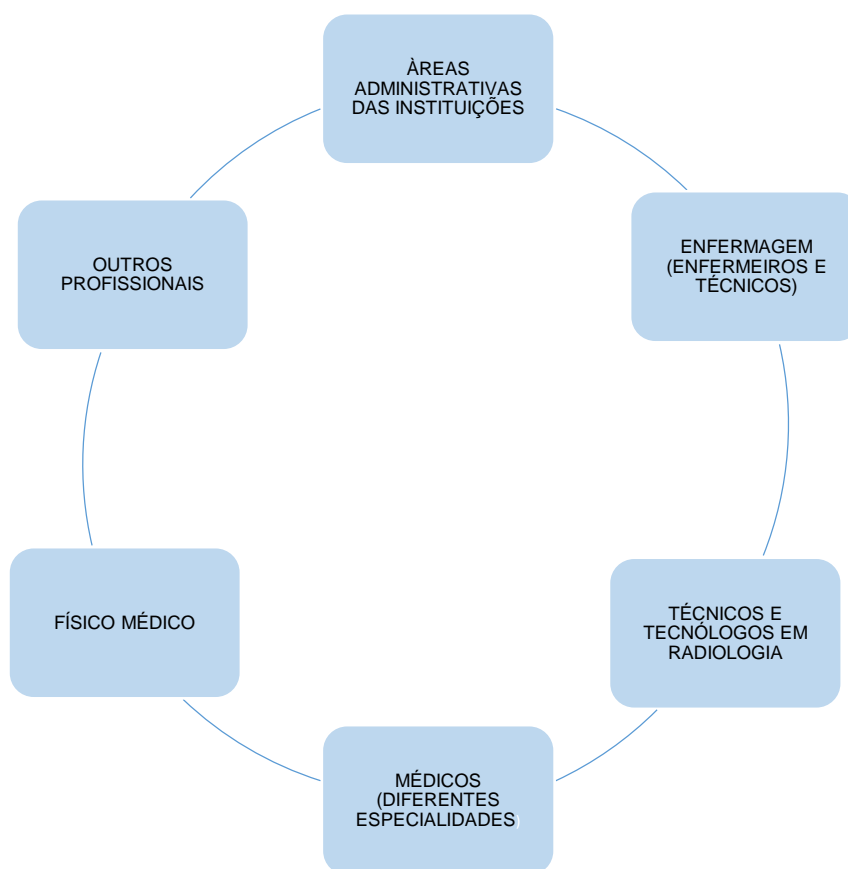 ÀREAS
ADMINISTRATIVAS
DAS INSTITUIÇÕES
ENFERMAGEM
(ENFERMEIROS E
TÉCNICOS)
TÉCNICOS E
TECNÓLOGOS EM
RADIOLOGIA
MÉDICOS
(DIFERENTES
ESPECIALIDADES)
FÍSICO MÉDICO
OUTROS
PROFISSIONAIS